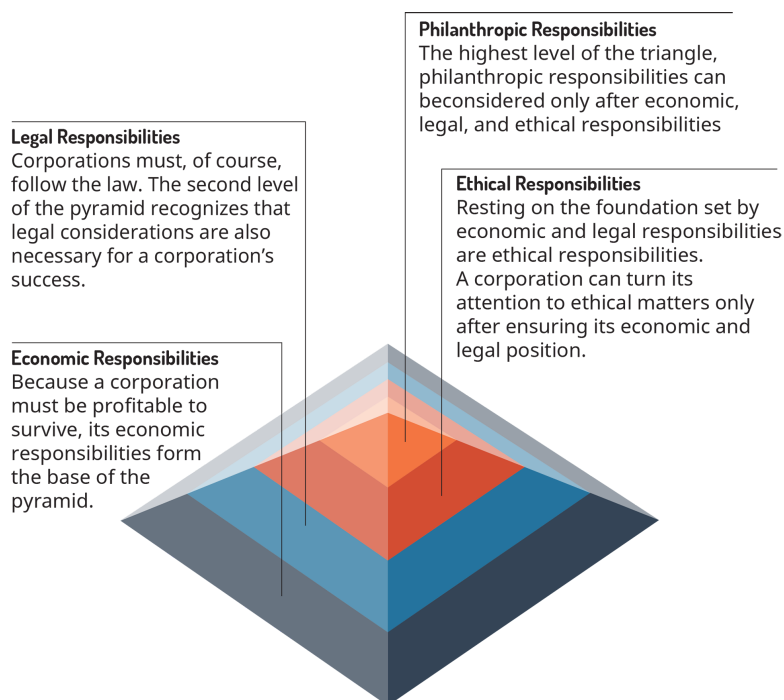 Philanthropic Responsibilities
The highest level of the triangle,
philanthropic responsibilities can
beconsidered only after economic,
legal, and ethical responsibilities
Legal Responsibilities
Corporations must, of course,
follow the law. The second level
of the pyramid recognizes that
legal considerations are also
necessary for a corporation’s
success.
Ethical Responsibilities
Resting on the foundation set by
economic and legal responsibilities
are ethical responsibilities.
A corporation can turn its
attention to ethical matters only
after ensuring its economic and
legal position.
Economic Responsibilities
Because a corporation
must be profitable to
survive, its economic
responsibilities form
the base of the
pyramid.